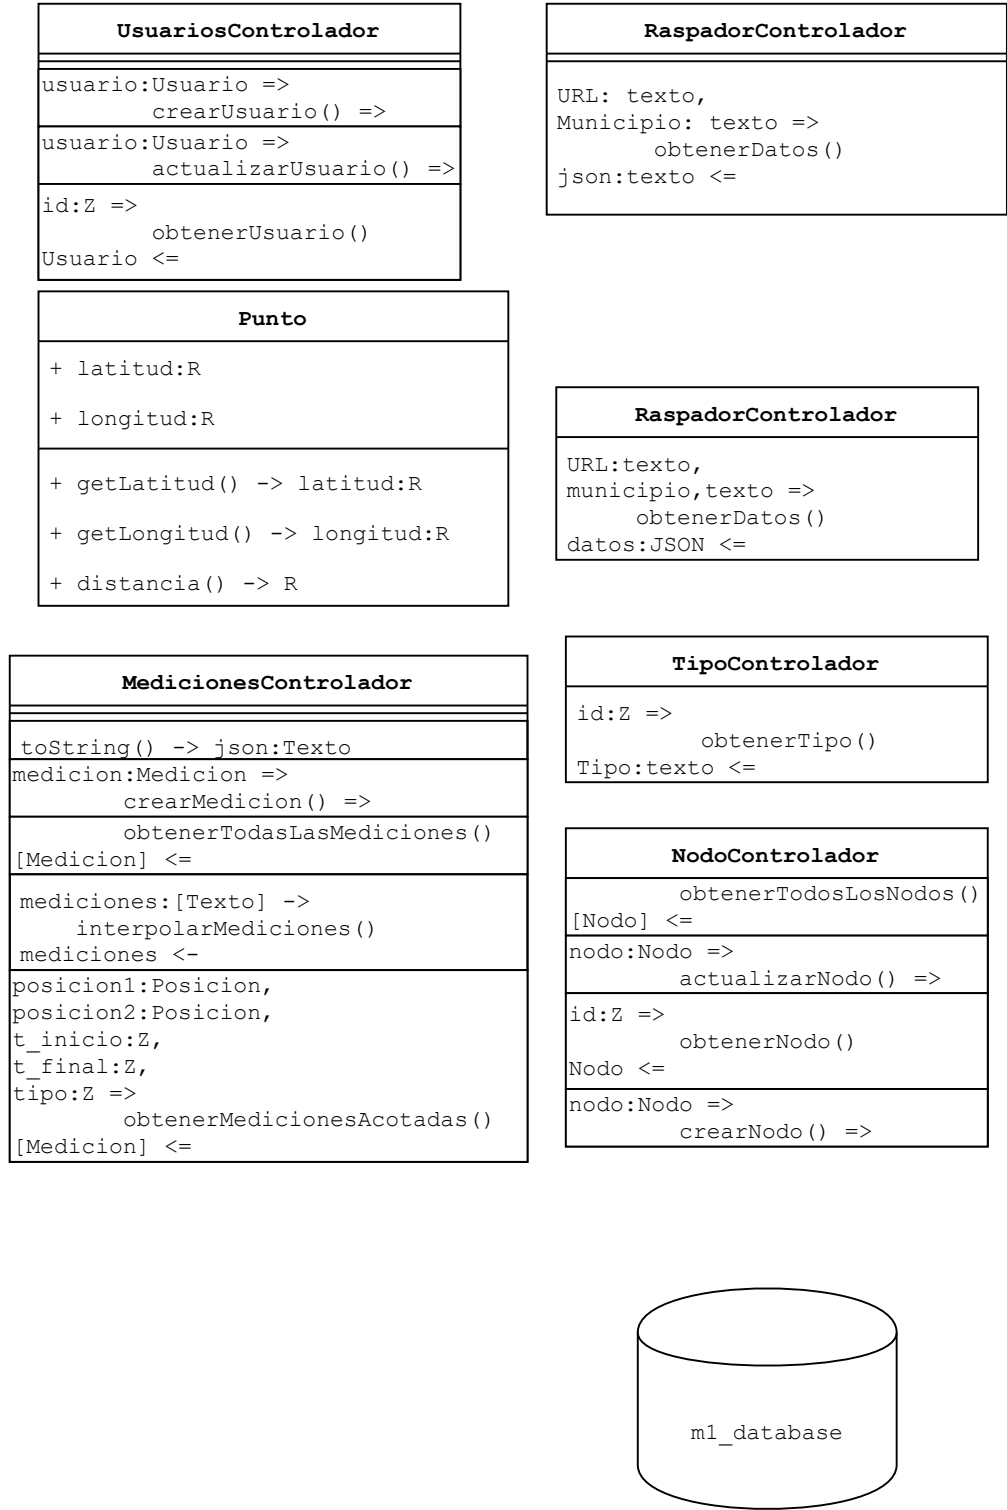 UsuariosControlador
usuario:Usuario =>
crearUsuario() =>
usuario:Usuario =>
actualizarUsuario() =>
id:Z =>
obtenerUsuario()
Usuario <=
RaspadorControlador
URL: texto,
Municipio: texto =>
obtenerDatos()
json:texto <=
Punto
+ latitud:R
+ longitud:R
+ getLatitud() -> latitud:R
+ getLongitud() -> longitud:R
+ distancia() -> R
RaspadorControlador
URL:texto,
municipio,texto =>
obtenerDatos()
datos:JSON <=
MedicionesControlador
toString() -> json:Texto
medicion:Medicion =>
crearMedicion() =>
obtenerTodasLasMediciones()
[Medicion] <=
mediciones:[Texto] ->
interpolarMediciones()
mediciones <-
posicion1:Posicion,
posicion2:Posicion,
t_inicio:Z,
t_final:Z,
tipo:Z =>
obtenerMedicionesAcotadas()
[Medicion] <=
TipoControlador
id:Z =>
obtenerTipo()
Tipo:texto <=
NodoControlador
obtenerTodosLosNodos()
[Nodo] <=
nodo:Nodo =>
actualizarNodo() =>
id:Z =>
obtenerNodo()
Nodo <=
nodo:Nodo =>
crearNodo() =>
m1_database